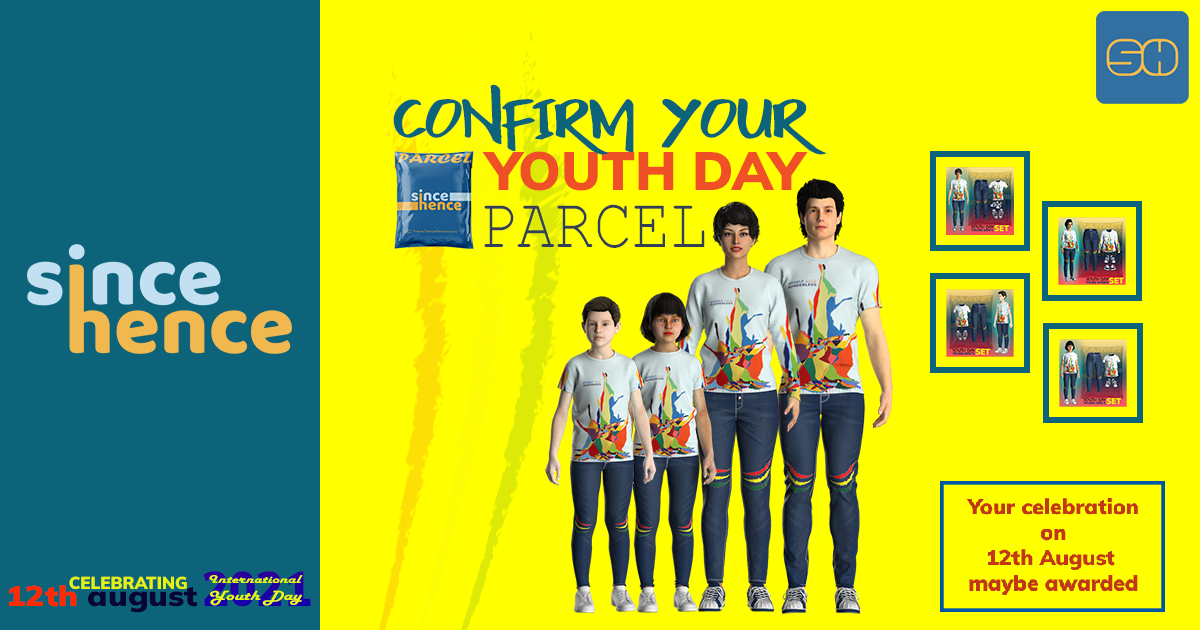 since
hence
CELEBRATING
12th august
2021
International
Youth Day
CONFIRM YOUR
YOUTH DAY
PARCEL
PARCEL
since
hence
BORDERLESS
SH
SET
SET
SET
SET
Your celebration
on
12th August
maybe awarded